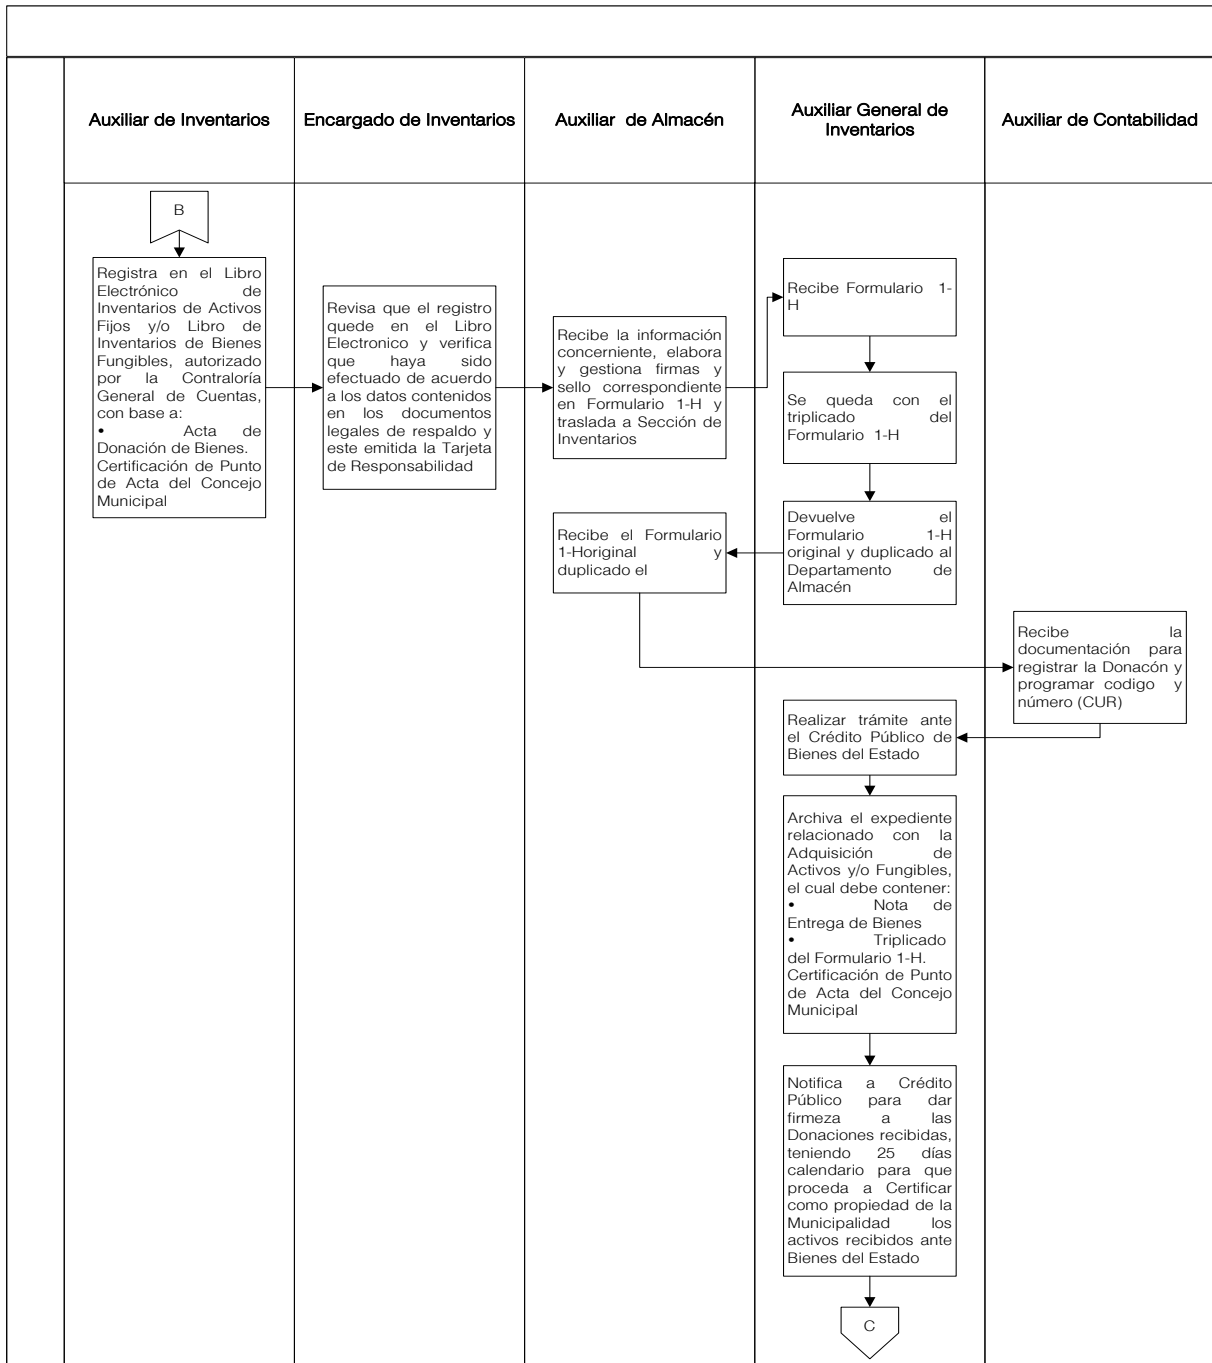 Auxiliar de Inventarios
Encargado de Inventarios
Auxiliar de Almacén
Auxiliar General de
Inventarios
Auxiliar de Contabilidad
B
Registra en el Libro
Electrónico de
Inventarios de Activos
Fijos y/o Libro de
Inventarios de Bienes
Fungibles, autorizado
por la Contraloría
General de Cuentas,
con base a:
• Acta de
Donación de Bienes.
Certificación de Punto
de Acta del Concejo
Municipal
Revisa que el registro
quede en el Libro
Electronico y verifica
que haya sido
efectuado de acuerdo
a los datos contenidos
en los documentos
legales de respaldo y
este emitida la Tarjeta
de Responsabilidad
Recibe la información
concerniente, elabora
y gestiona firmas y
sello correspondiente
en Formulario 1-H y
traslada a Sección de
Inventarios
Recibe Formulario 1-
H
Se queda con el
triplicado del
Formulario 1-H
Devuelve el
Formulario 1-H
original y duplicado al
Departamento de
Almacén
Recibe el Formulario
1-Horiginal y
duplicado el
Recibe la
documentación para
registrar la Donacón y
programar codigo y
número (CUR)
Realizar trámite ante
el Crédito Público de
Bienes del Estado
Archiva el expediente
relacionado con la
Adquisición de
Activos y/o Fungibles,
el cual debe contener:
• Nota de
Entrega de Bienes
• Triplicado
del Formulario 1-H.
Certificación de Punto
de Acta del Concejo
Municipal
Notifica a Crédito
Público para dar
firmeza a las
Donaciones recibidas,
teniendo 25 días
calendario para que
proceda a Certificar
como propiedad de la
Municipalidad los
activos recibidos ante
Bienes del Estado
C